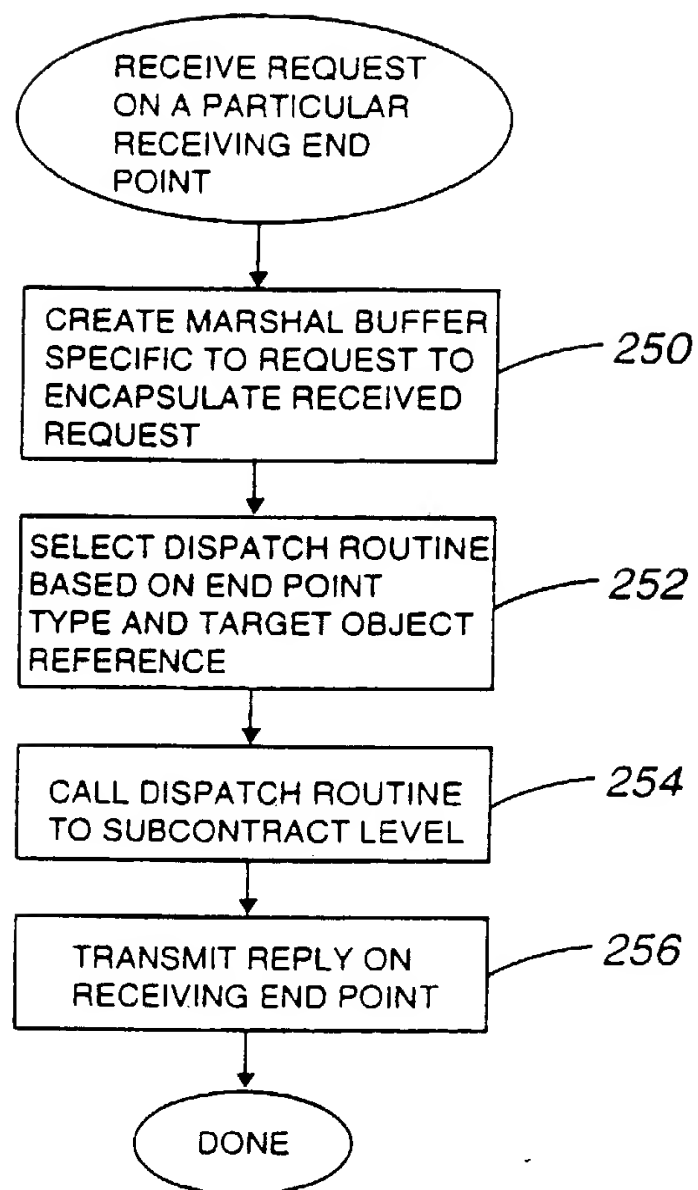 RECEIVE REQUEST
ON A PARTICULAR
RECEIVING END
POINT
CREATE MARSHAL BUFFER
SPECIFIC TO REQUEST TO
ENCAPSULATE RECEIVED
REQUEST
250
SELECT DISPATCH ROUTINE
BASED ON END POINT
TYPE AND TARGET OBJECT
REFERENCE
252
CALL DISPATCH ROUTINE
TO SUBCONTRACT LEVEL
254
TRANSMIT REPLY ON
RECEIVING END POINT
256
DONE